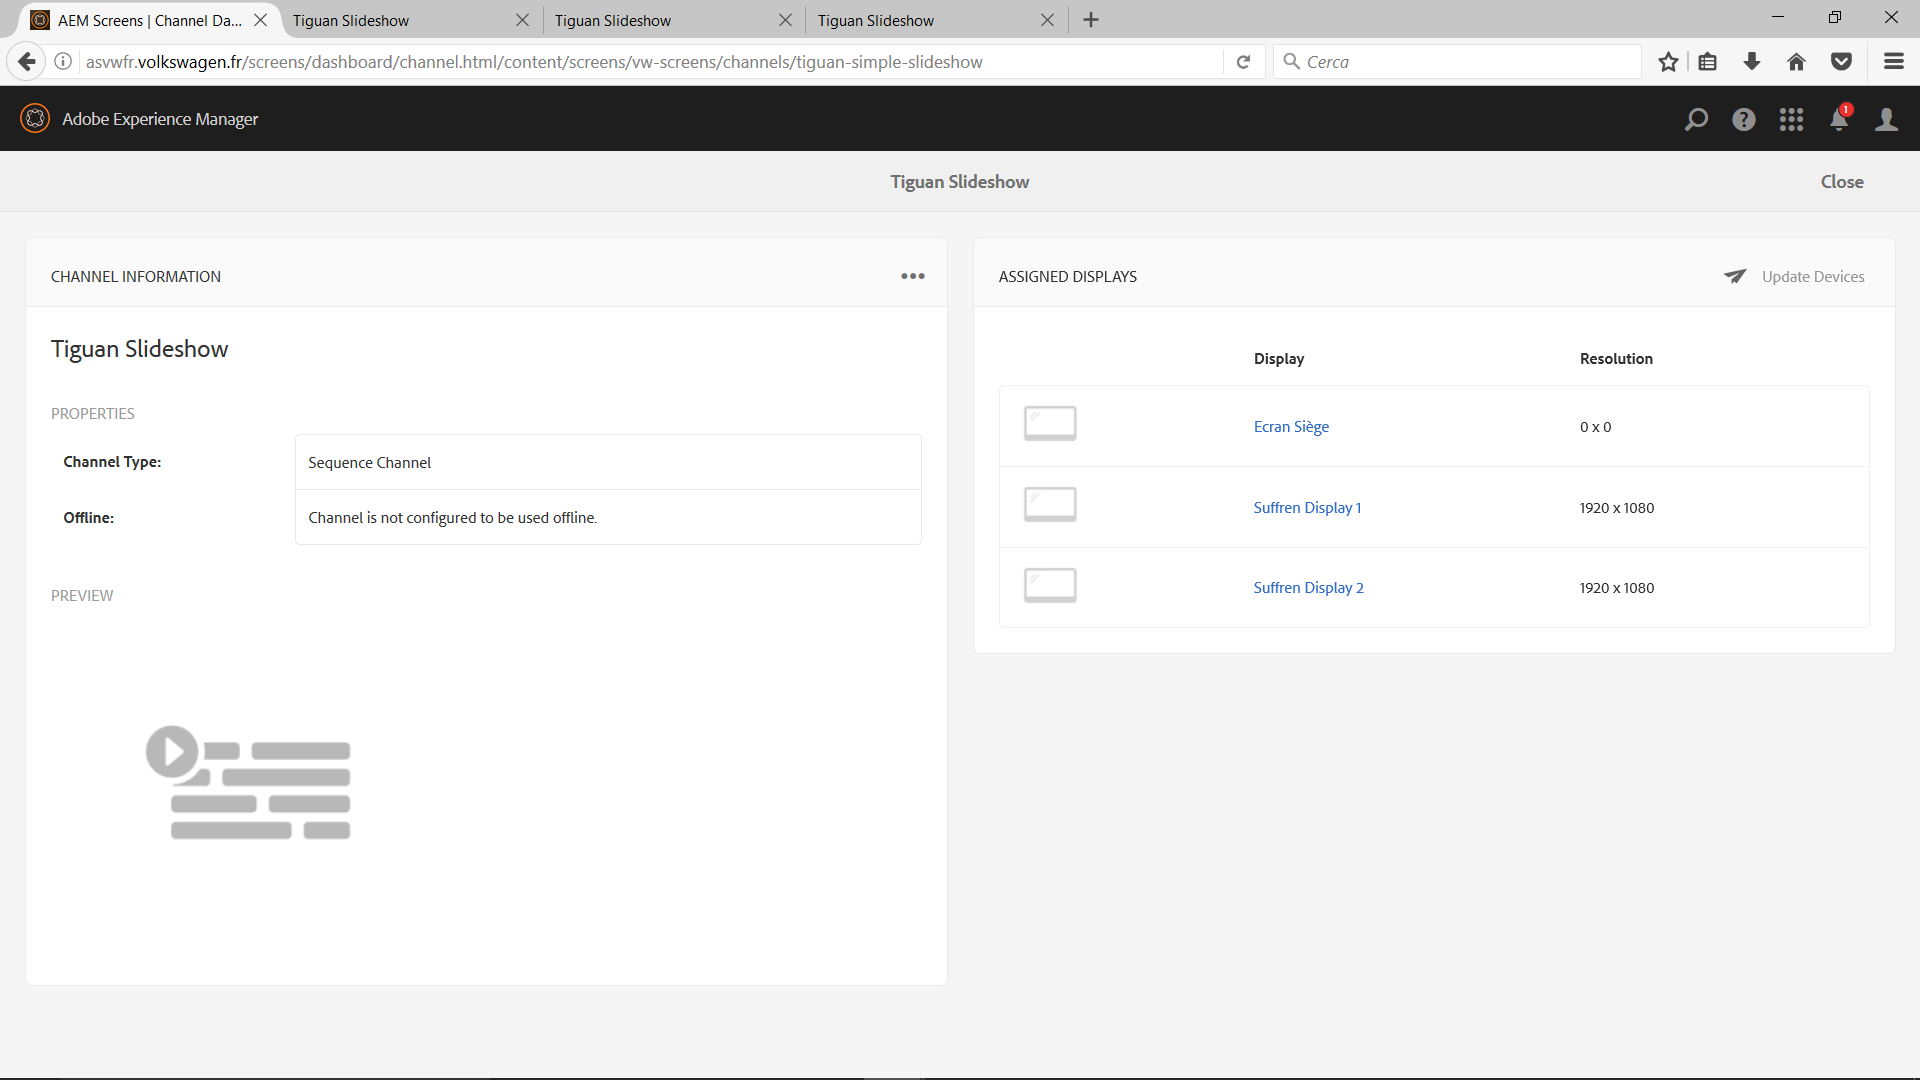 AEM Screens | Channel Da...
Tiguan Slideshow
Tiguan Slideshow
Tiguan Slideshow
asvwfr.volkswagen.fr/screens/dashboard/channel.html/content/screens/vw-screens/channels/tiguan-simple-slideshow
Cerca
Adobe Experience Manager
1
Tiguan Slideshow
Close
CHANNEL INFORMATION
Tiguan Slideshow
PROPERTIES
Channel Type:
Sequence Channel
Offline:
Channel is not configured to be used offline.
PREVIEW
ASSIGNED DISPLAYS
Update Devices
Display Resolution
Ecran Siège 0 x 0
Suffren Display 1 1920 x 1080
Suffren Display 2 1920 x 1080